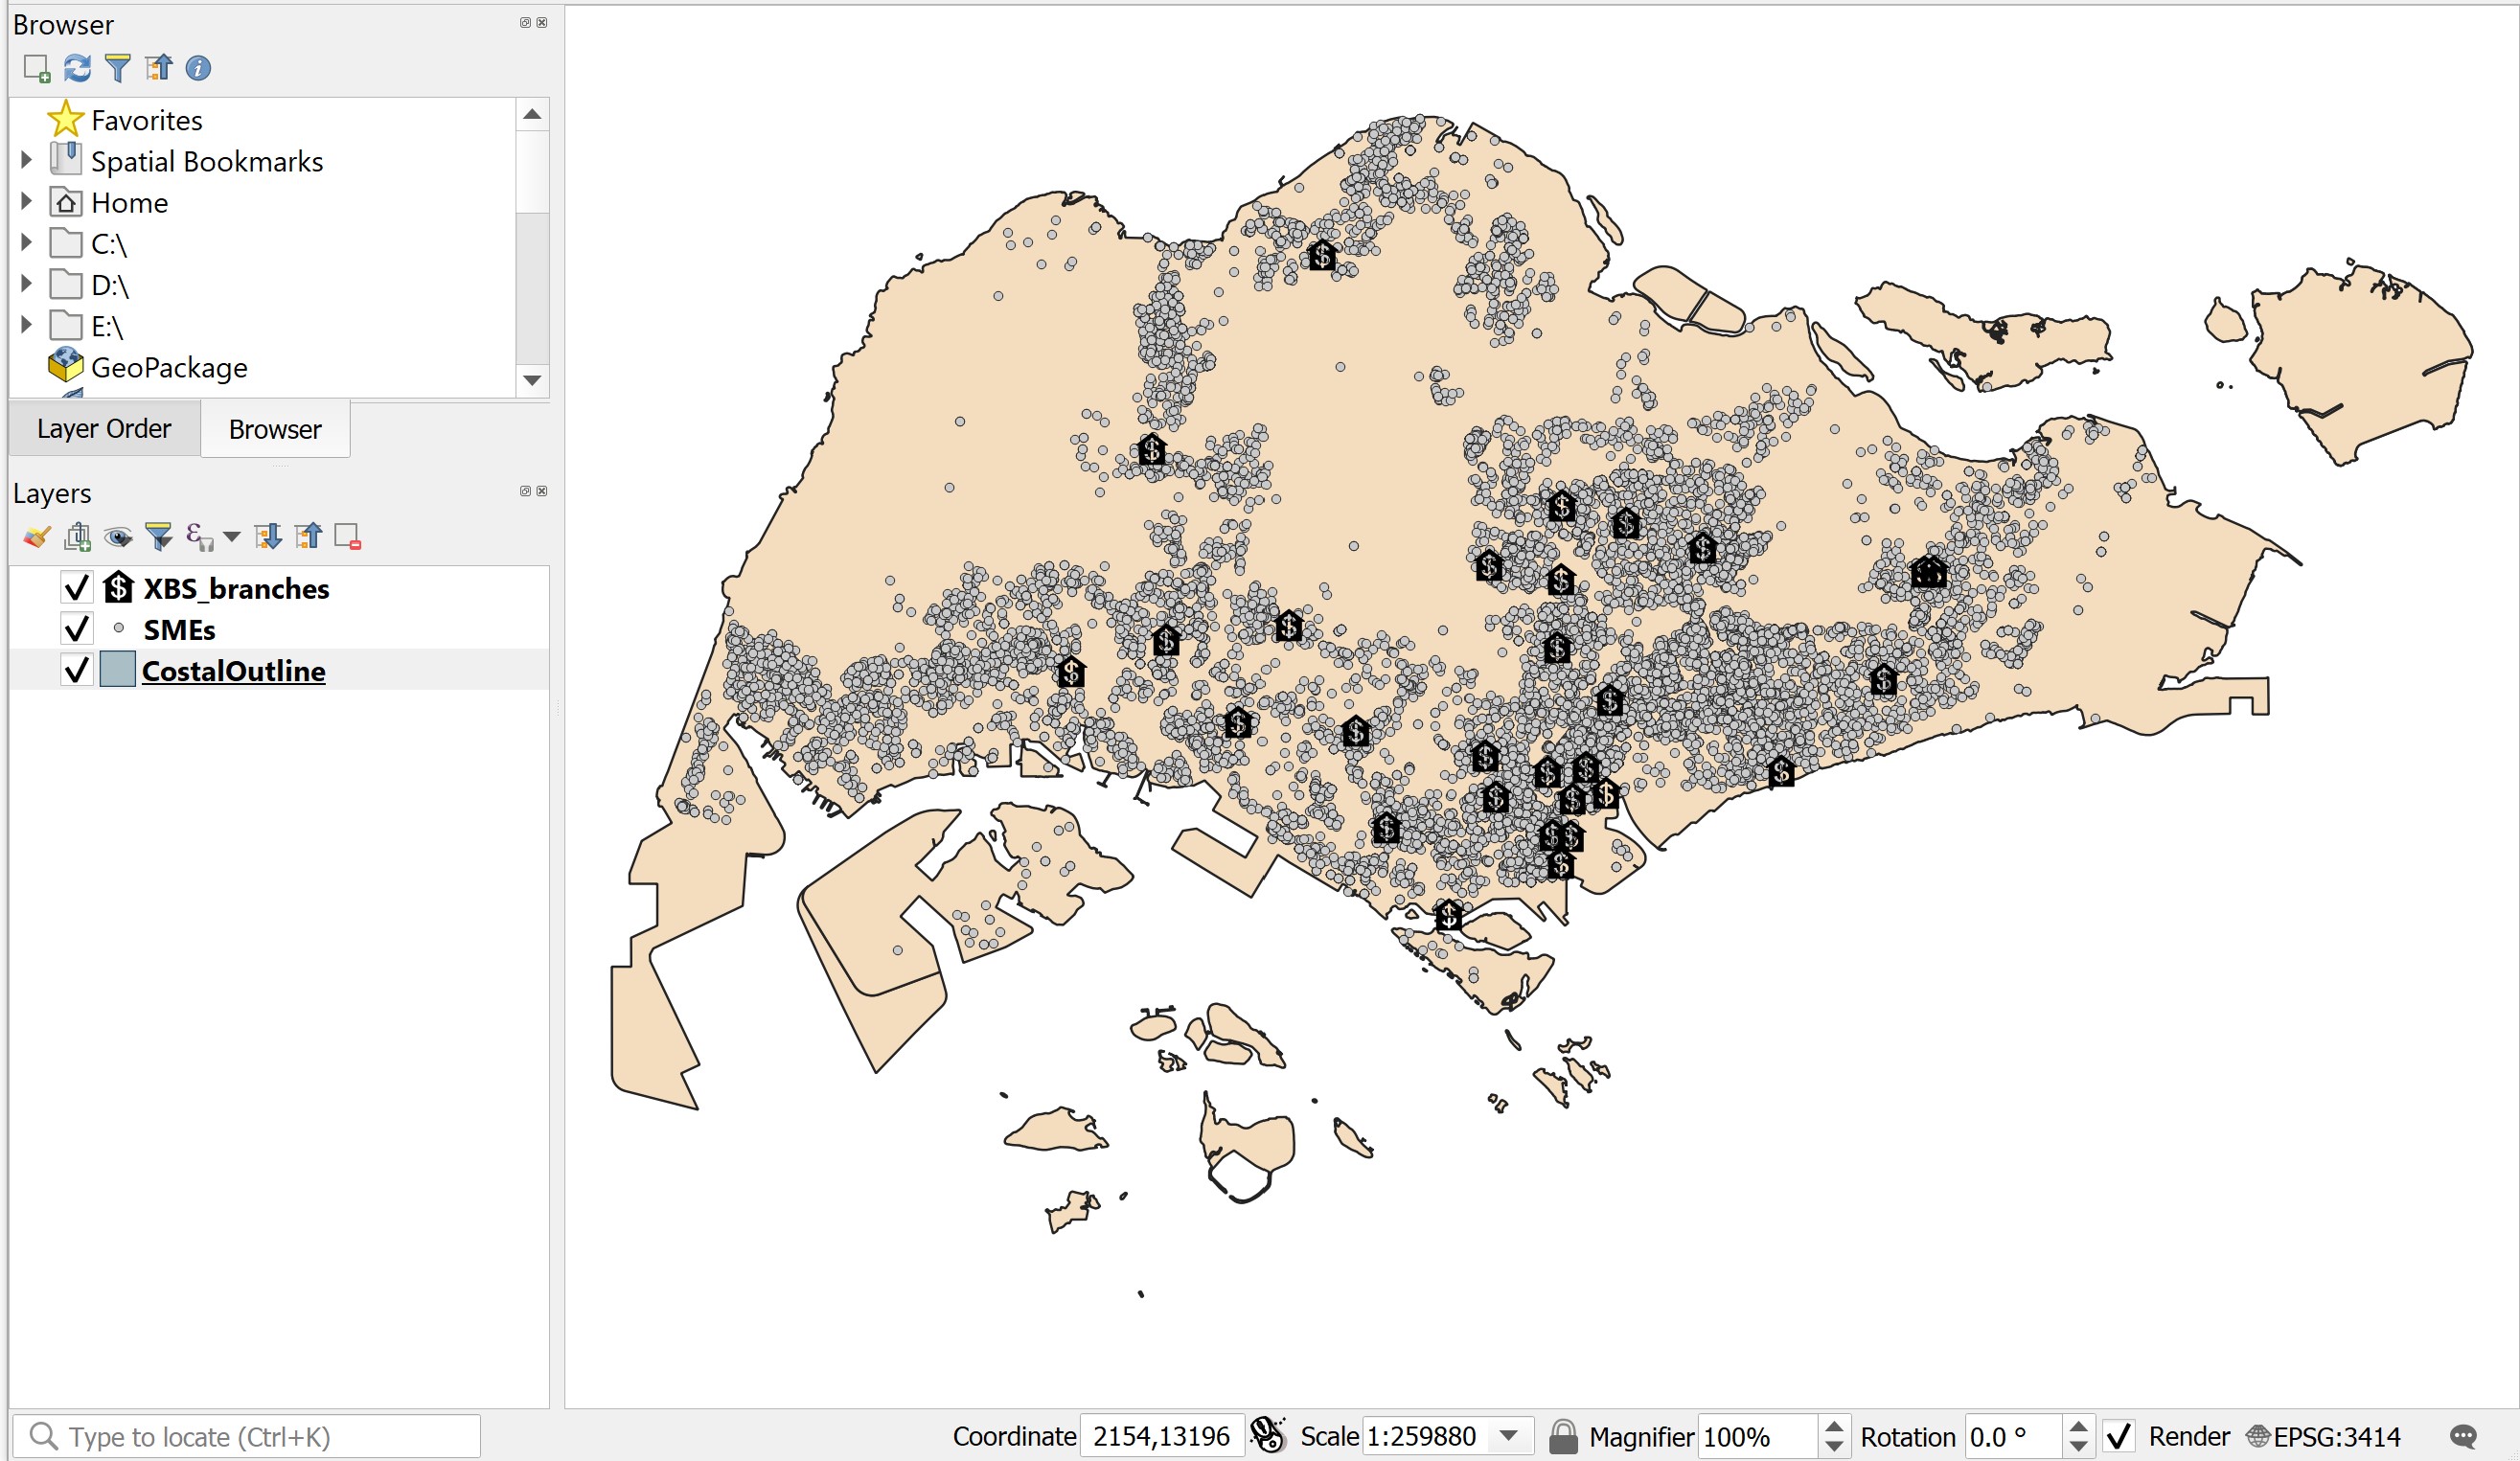 Browser
Favorites
Spatial Bookmarks
Home
C:\
D:\
E:\
GeoPackage
Layer Order
Browser
Layers
XBS_branches
SMEs
CostalOutline
Type to locate (Ctrl+K)
Coordinate 2154,13196 Scale 1:259880 Magnifier 100% Rotation 0.0 ° Render EPSG:3414